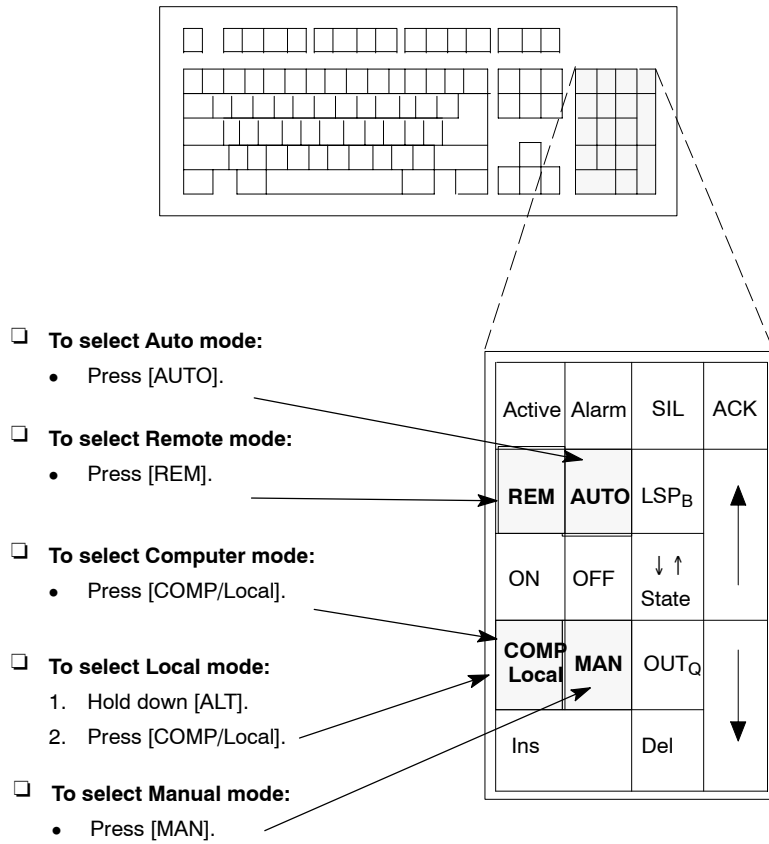 ❏ To select Auto mode:
• Press [AUTO].
❏ To select Remote mode:
• Press [REM].
❏ To select Computer mode:
• Press [COMP/Local].
❏ To select Local mode:
1. Hold down [ALT].
2. Press [COMP/Local].
❏ To select Manual mode:
• Press [MAN].
Active Alarm SIL ACK
REM AUTO LSPB
ON OFF ↓ ↑
State
COMP
Local MAN OUTQ
Ins Del